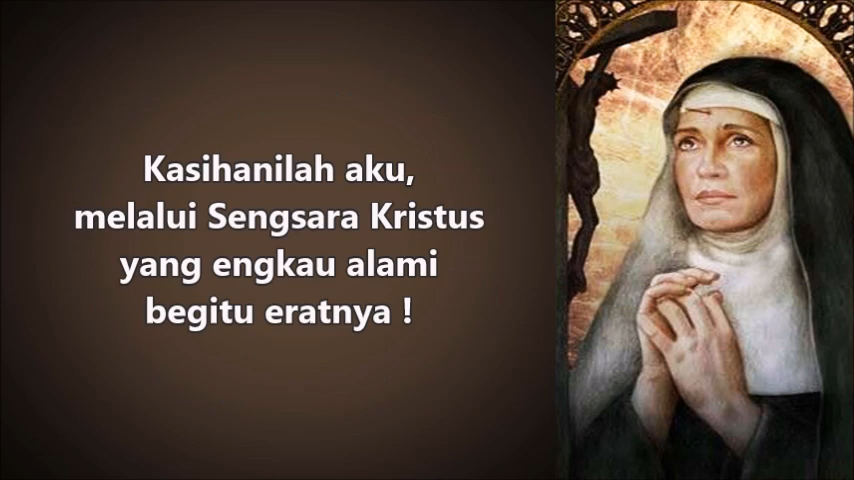 Kasihanilah aku,
melalui Sengsara Kristus
yang engkau alami
begitu eratnya !